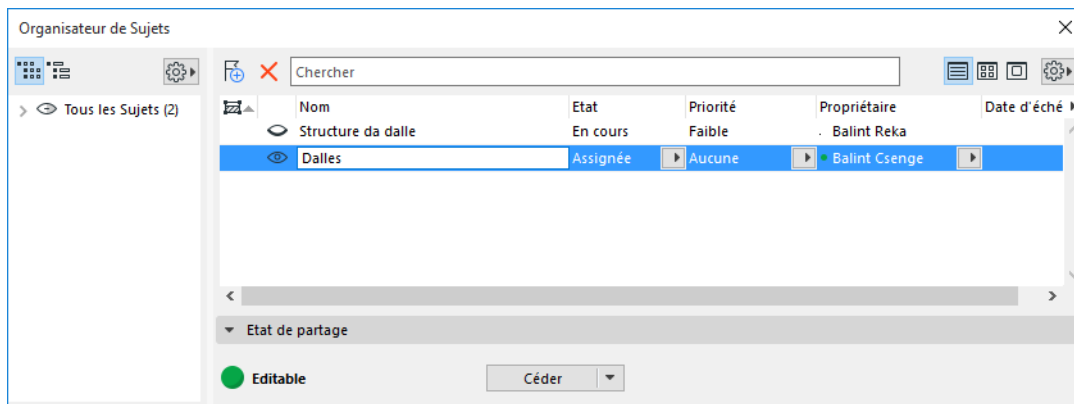 Organisateur de Sujets
Chercher
Tous les Sujets (2)
Nom Etat Priorité Propriétaire Date d'éché
Structure da dalle En cours Faible Balint Reka
Dalles Assignée Aucune Balint Csenge
Etat de partage
Editable Céder